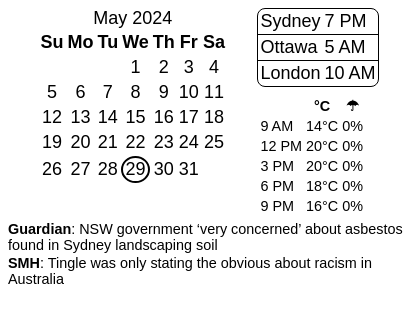 May 2024
Su Mo Tu We Th Fr Sa
1 2 3 4
5 6 7 8 9 10 11
12 13 14 15 16 17 18
19 20 21 22 23 24 25
26 27 28 29 30 31
Sydney 7 PM
Ottawa 5 AM
London 10 AM
°C ☂
9 AM 14°C 0%
12 PM 20°C 0%
3 PM 20°C 0%
6 PM 18°C 0%
9 PM 16°C 0%
Guardian: NSW government ‘very concerned’ about asbestos
found in Sydney landscaping soil
SMH: Tingle was only stating the obvious about racism in
Australia